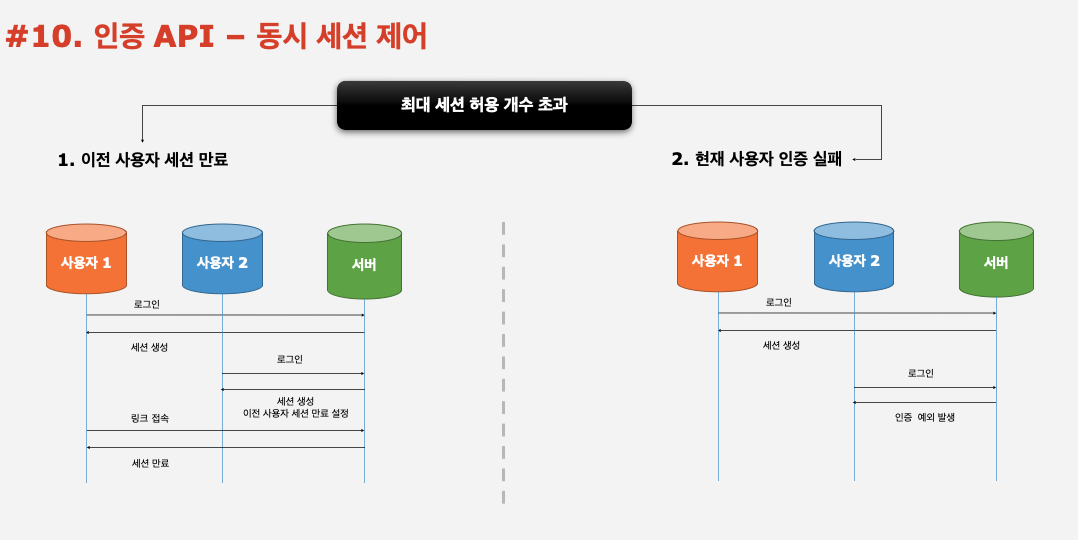 #10. 인증 API – 동시 세션 제어
최대 세션 허용 개수 초과
1. 이전 사용자 세션 만료
사용자 1
사용자 2
서버
로그인
세션 생성
로그인
세션 생성
이전 사용자 세션 만료 설정
링크 접속
세션 만료
2. 현재 사용자 인증 실패
사용자 1
사용자 2
서버
로그인
세션 생성
로그인
인증 예외 발생